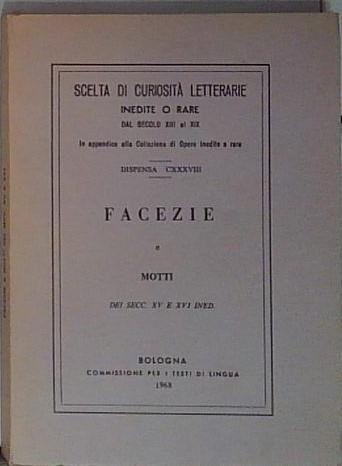 SCELTA DI CURIOSITÀ LETTERARIE
INEDITE O RARE
DAL SECOLO XIII al XIX
In appendice alla Collezione di Opere inedite o rare
DISPENSA CXXXVIII
FACEZIE
e
MOTTI
DEI SECC. XV E XVI INED.
BOLOGNA
COMMISSIONE PER I TESTI DI LINGUA
1968